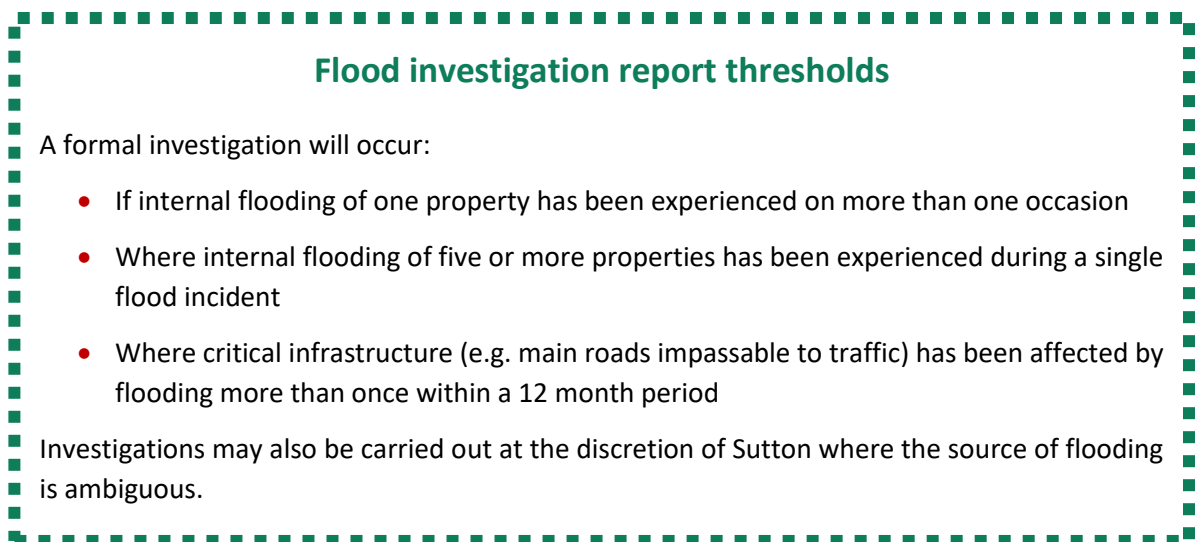 Flood investigation report thresholds
A formal investigation will occur:
• If internal flooding of one property has been experienced on more than one occasion
• Where internal flooding of five or more properties has been experienced during a single
flood incident
• Where critical infrastructure (e.g. main roads impassable to traffic) has been affected by
flooding more than once within a 12 month period
Investigations may also be carried out at the discretion of Sutton where the source of flooding
is ambiguous.